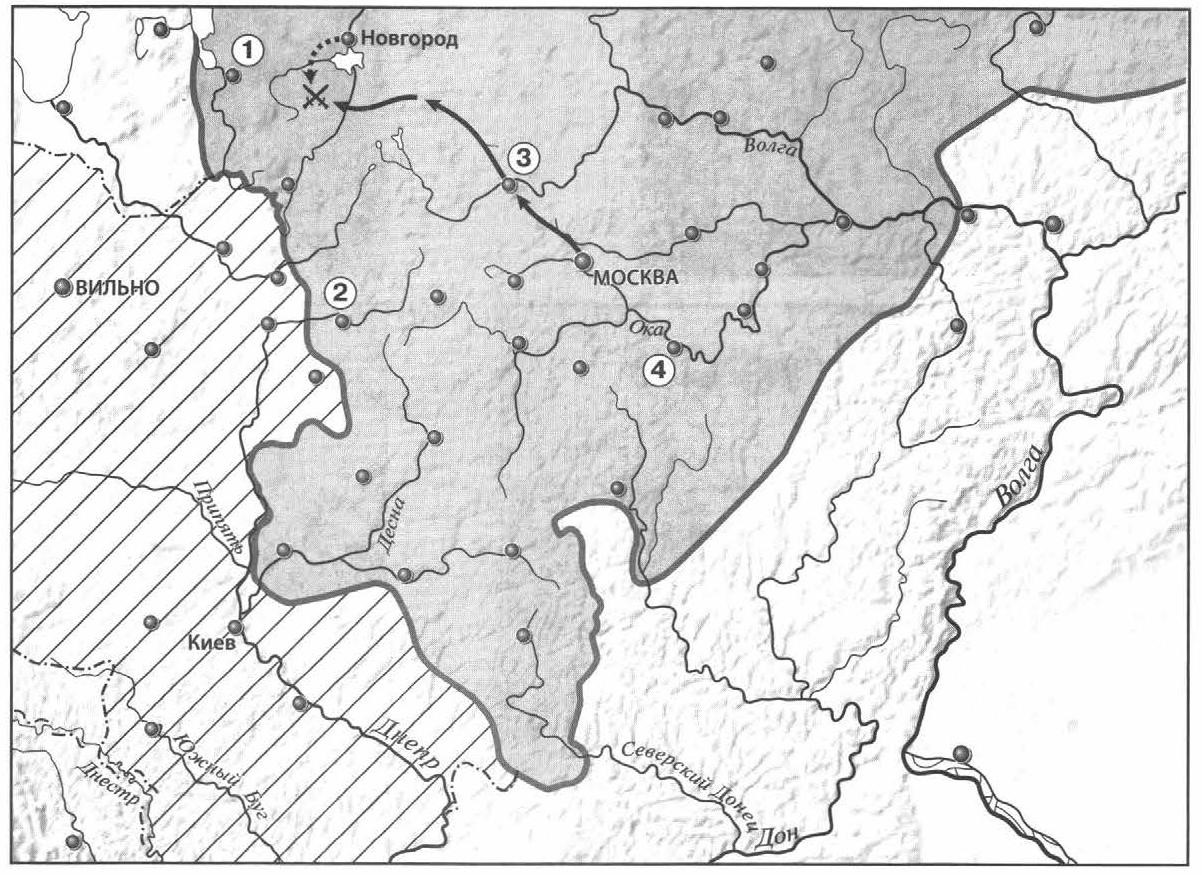 1
Новгород
3
Волга
МОСКВА
ВИЛЬНО
2
Ока
4
Волга
Припять
Десна
Киев
Днепр
Южный Буг
Днестр
Северский Донец
Дон